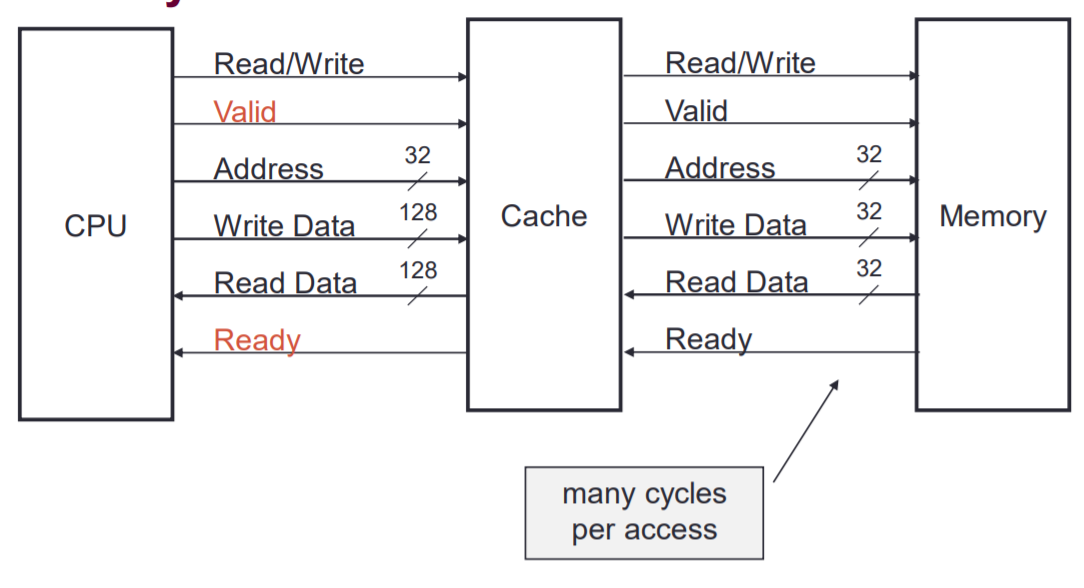 CPU
Read/Write
Valid
Address
32
Write Data
128
Read Data
128
Ready
Cache
Read/Write
Valid
Address
32
Write Data
32
Read Data
32
Ready
Memory
many cycles
per access